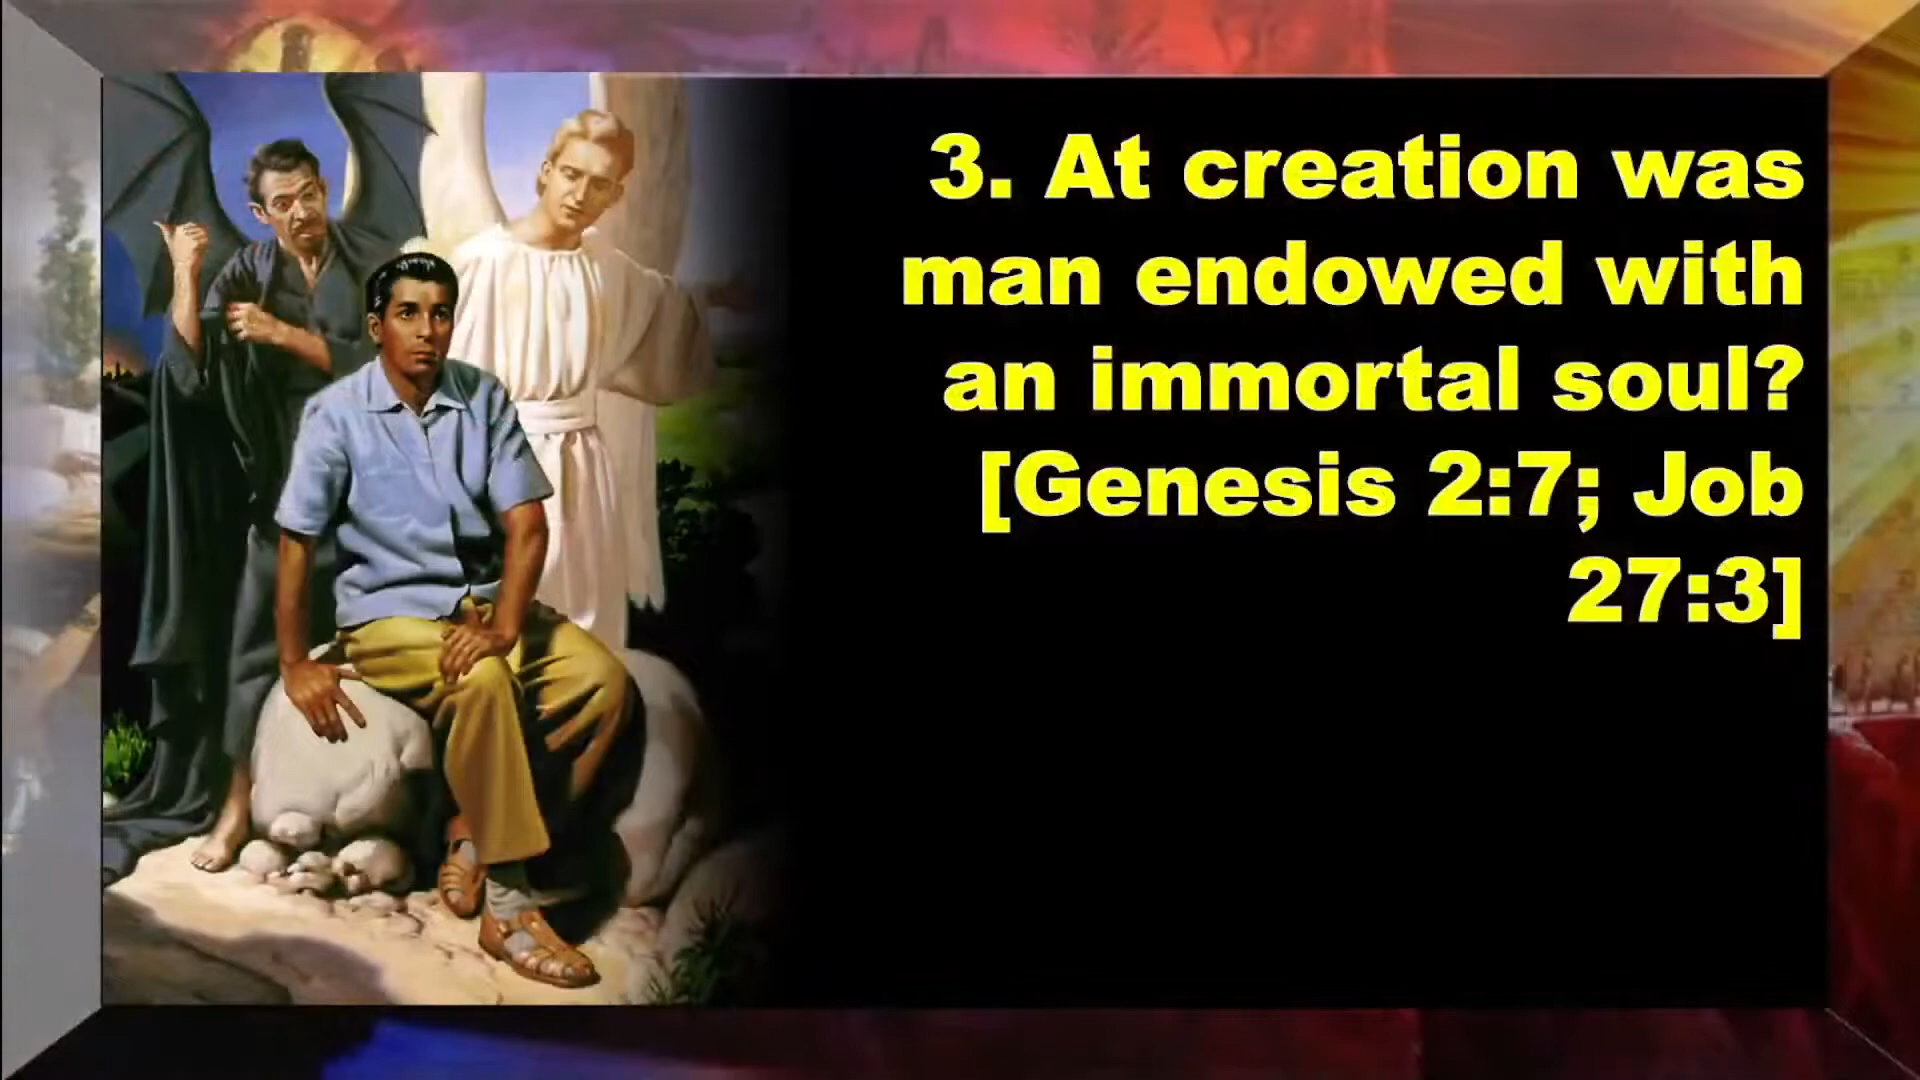 3. At creation was
man endowed with
an immortal soul?
[Genesis 2:7; Job
27:3]